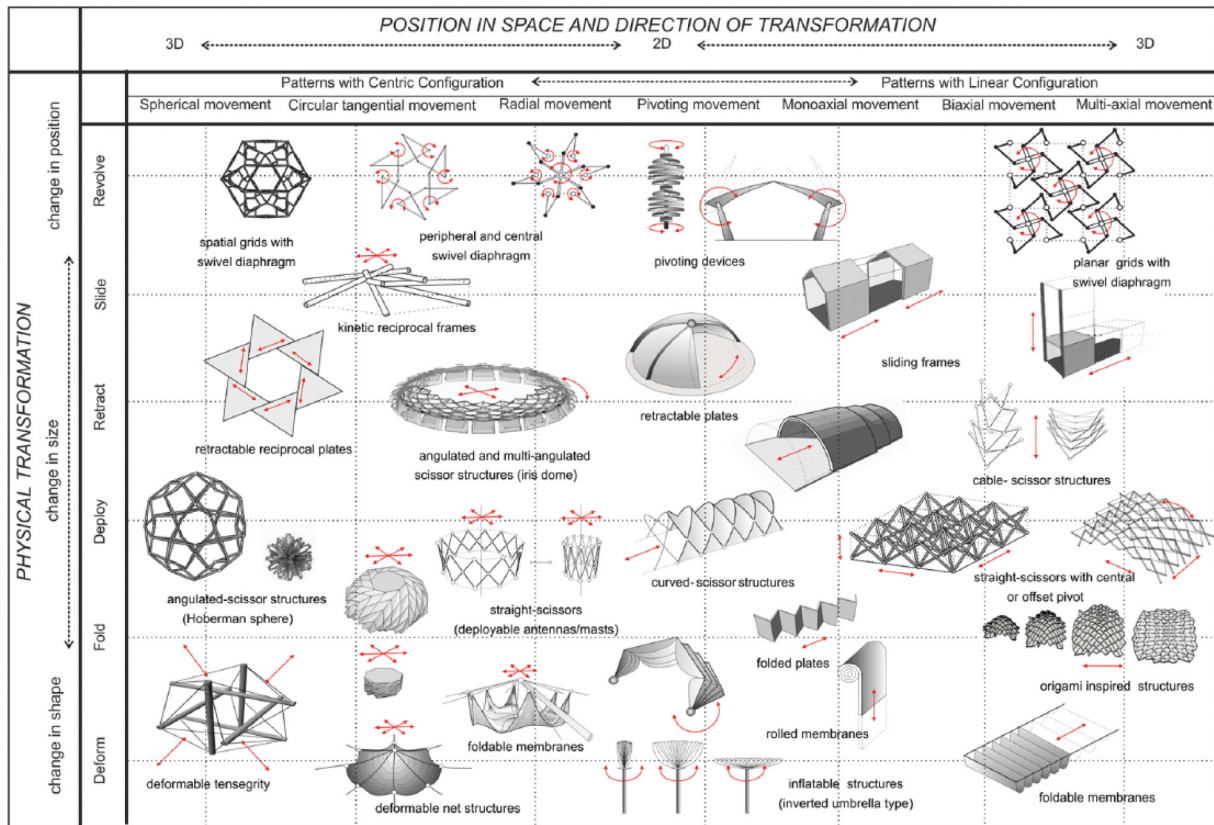 POSITION IN SPACE AND DIRECTION OF TRANSFORMATION
3D
2D
3D
Patterns with Centric Configuration
Patterns with Linear Configuration
Spherical movement
Circular tangential movement
Radial movement
Pivoting movement
Monoaxial movement
Biaxial movement
Multi-axial movement
PHYSICAL TRANSFORMATION
change in position
change in size
change in shape
Revolve
Slide
Retract
Deploy
Fold
Deform
spatial grids with
swivel diaphragm
peripheral and central
swivel diaphragm
pivoting devices
planar grids with
swivel diaphragm
kinetic reciprocal frames
sliding frames
retractable reciprocal plates
angulated and multi-angulated
scissor structures (iris dome)
retractable plates
cable- scissor structures
angulated-scissor structures
(Hoberman sphere)
straight-scissors
(deployable antennas/masts)
curved-scissor structures
straight-scissors with central
or offset pivot
folded plates
origami inspired structures
deformable tensegrity
foldable membranes
rolled membranes
deformable net structures
inflatable structures
(inverted umbrella type)
foldable membranes